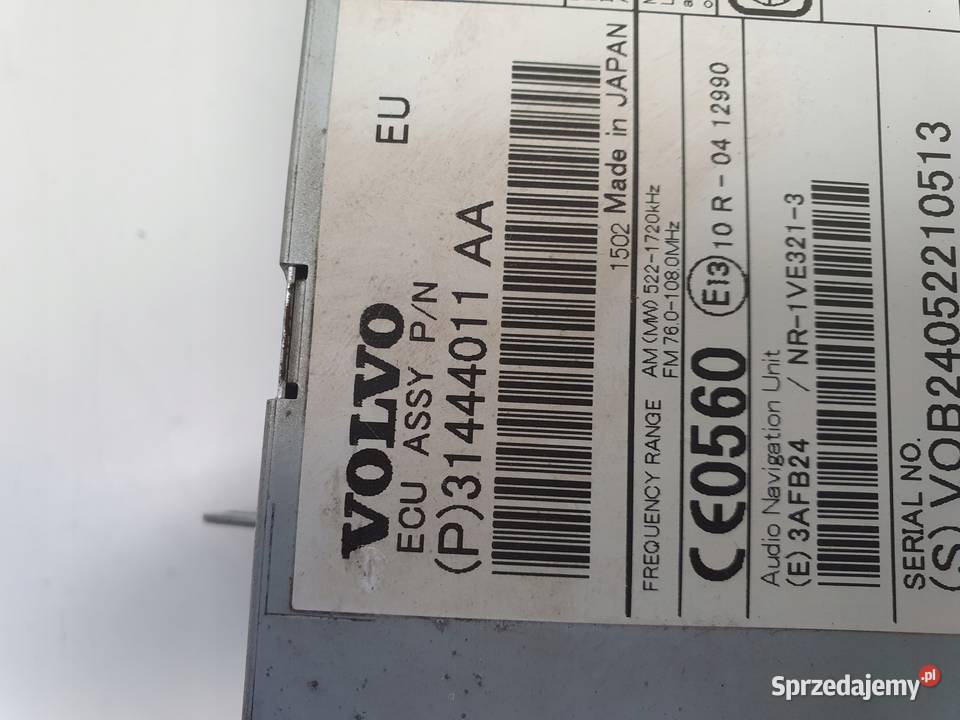 VOLVO
ECU ASSY P/N EU
(P)31444011 AA
1502 Made in JAPAN
FREQUENCY RANGE AM (MW) 522-1720kHz
FM 76.0-108.0MHz
CE0560 E13 10 R - 04 12990
Audio Navigation Unit
(E) 3AFB24 / NR-1VE321-3
SERIAL NO.
(S) VOB2405221O513
Sprzedajemy.pl